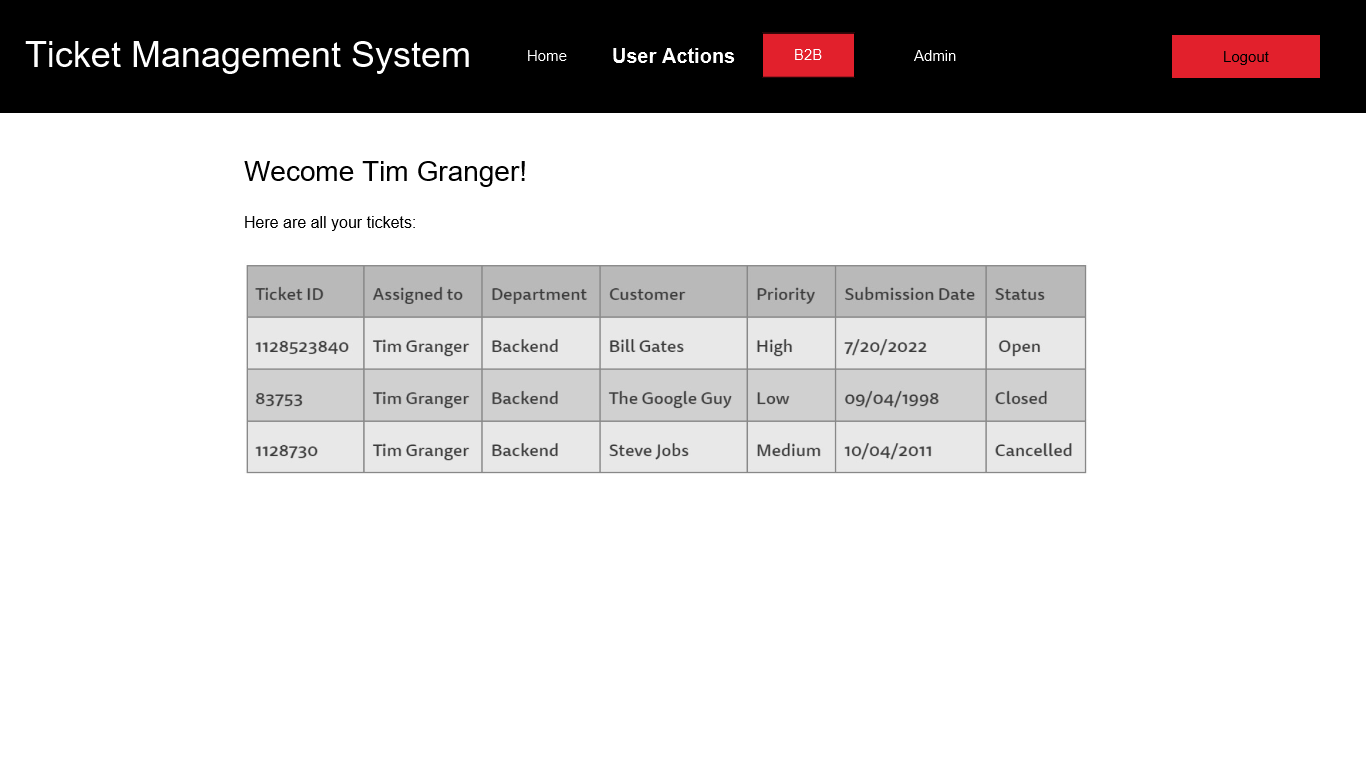 Ticket Management System Home User Actions B2B Admin Logout
Wecome Tim Granger!
Here are all your tickets:
Ticket ID Assigned to Department Customer Priority Submission Date Status
1128523840 Tim Granger Backend Bill Gates High 7/20/2022 Open
83753 Tim Granger Backend The Google Guy Low 09/04/1998 Closed
1128730 Tim Granger Backend Steve Jobs Medium 10/04/2011 Cancelled